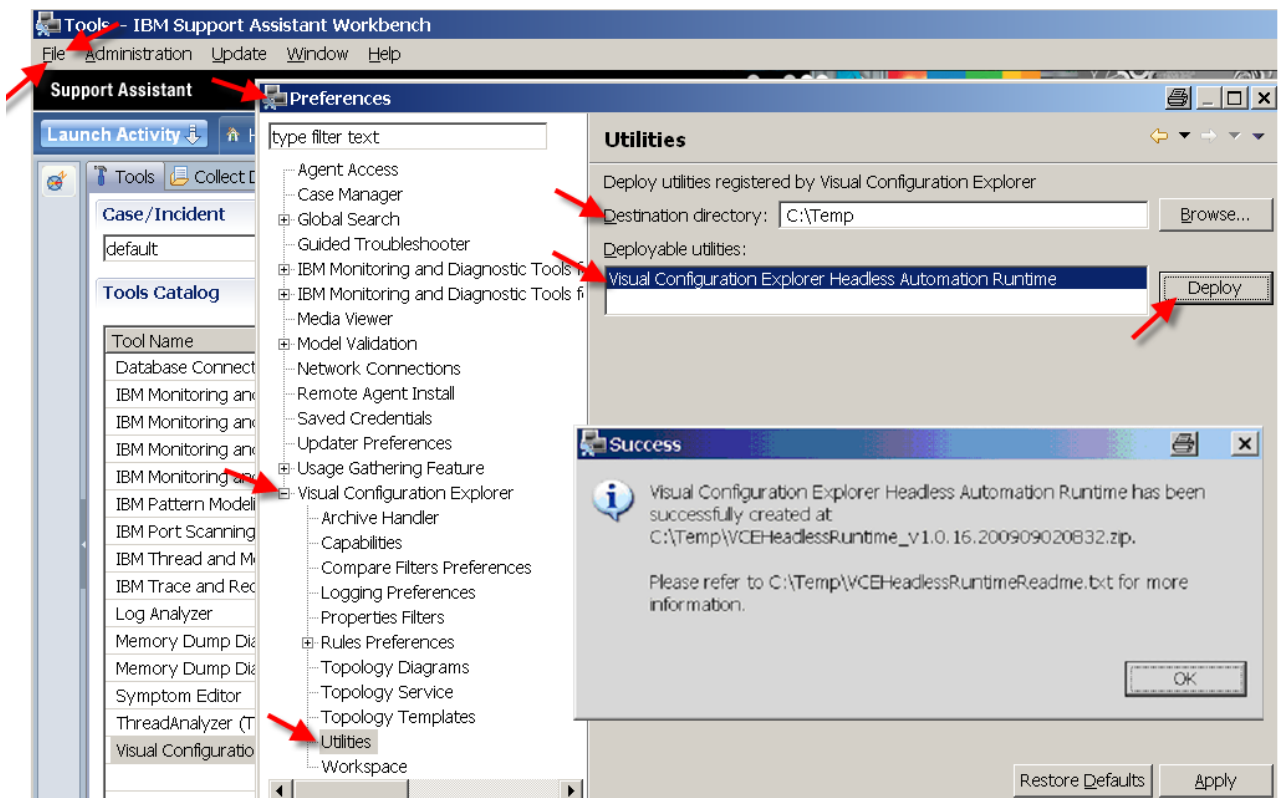 Tools - IBM Support Assistant Workbench
File Administration Update Window Help
Support Assistant
Launch Activity
Tools Collect
Case/Incident
default
Tools Catalog
Tool Name
Database Connect
IBM Monitoring an
IBM Monitoring an
IBM Monitoring an
IBM Monitoring an
IBM Pattern Model
IBM Port Scanning
IBM Thread and M
IBM Trace and Rec
Log Analyzer
Memory Dump Dia
Memory Dump Dia
Symptom Editor
ThreadAnalyzer (T
Visual Configuratio
Preferences
type filter text
Agent Access
Case Manager
Global Search
Guided Troubleshooter
IBM Monitoring and Diagnostic Tools f
IBM Monitoring and Diagnostic Tools f
Media Viewer
Model Validation
Network Connections
Remote Agent Install
Saved Credentials
Updater Preferences
Usage Gathering Feature
Visual Configuration Explorer
Archive Handler
Capabilities
Compare Filters Preferences
Logging Preferences
Properties Filters
Rules Preferences
Topology Diagrams
Topology Service
Topology Templates
Utilities
Workspace
Utilities
Deploy utilities registered by Visual Configuration Explorer
Destination directory: C:\Temp Browse...
Deployable utilities:
Visual Configuration Explorer Headless Automation Runtime
Deploy
Success
Visual Configuration Explorer Headless Automation Runtime has been
successfully created at
C:\Temp\VCEHeadlessRuntime_v1.0.16.200909020832.zip.
Please refer to C:\Temp\VCEHeadlessRuntimeReadme.txt for more
information.
OK
Restore Defaults Apply